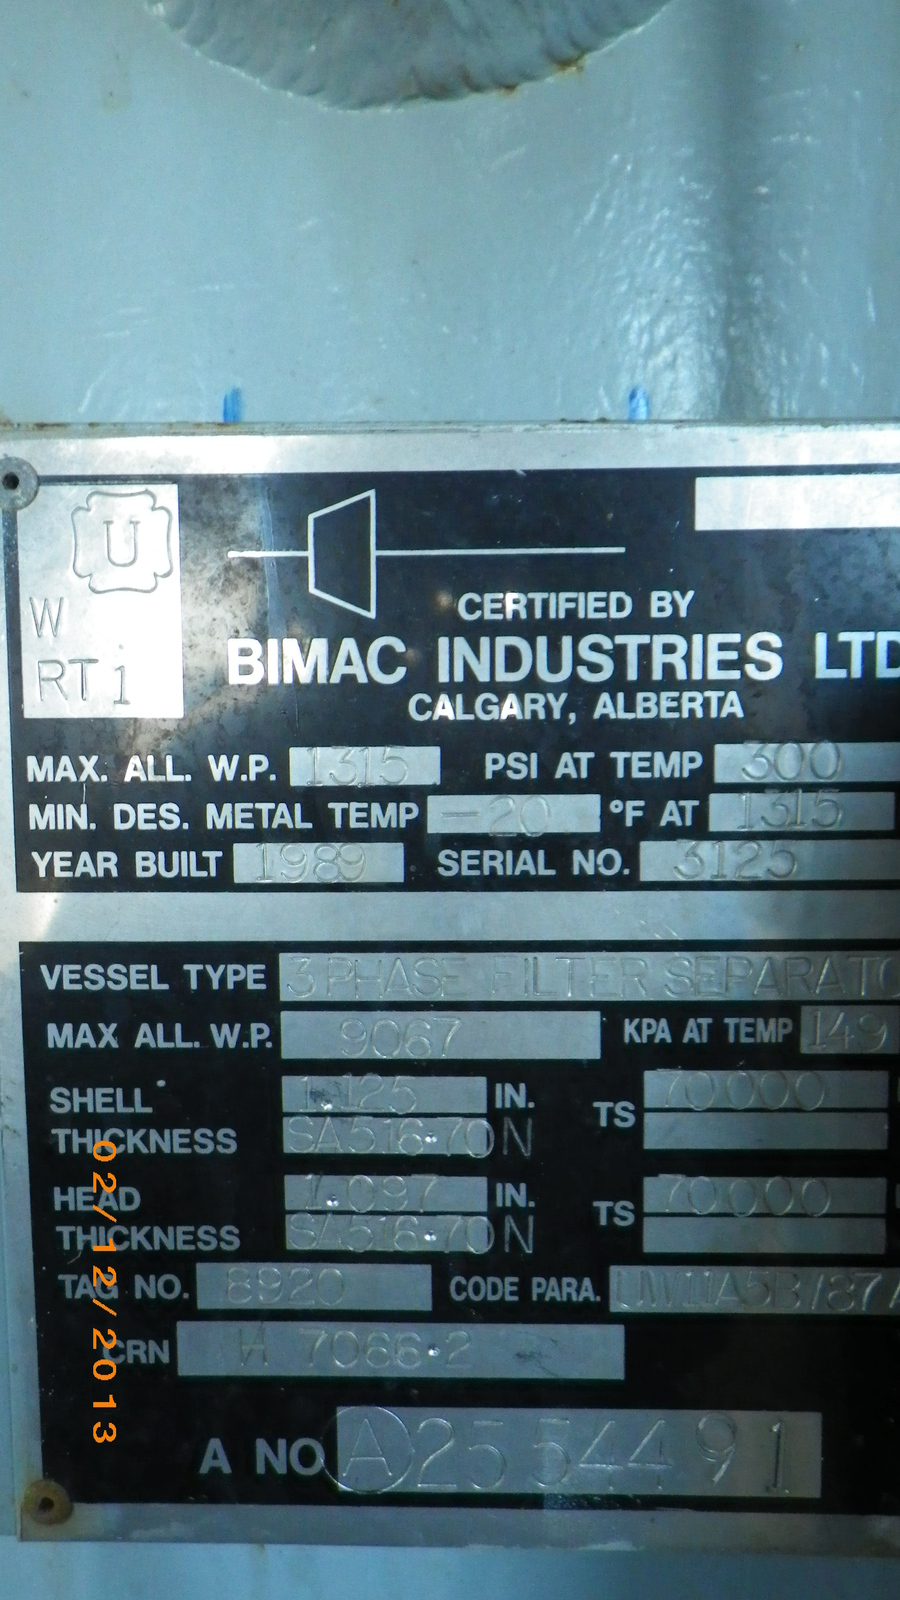 U
W
RT 1
CERTIFIED BY
BIMAC INDUSTRIES LTD
CALGARY, ALBERTA
MAX. ALL. W.P. 1315 PSI AT TEMP 300
MIN. DES. METAL TEMP -20 °F AT 1315
YEAR BUILT 1989 SERIAL NO. 3125
VESSEL TYPE 3 PHASE FILTER SEPARATO
MAX ALL. W.P. 9067 KPA AT TEMP 149
SHELL 1.125 IN. TS 70000
THICKNESS SA516·70N
HEAD 1.097 IN. TS 70000
THICKNESS SA516·70N
TAG NO. 8920 CODE PARA.
CRN 7066·2
A NO A2554491
02/12/2013